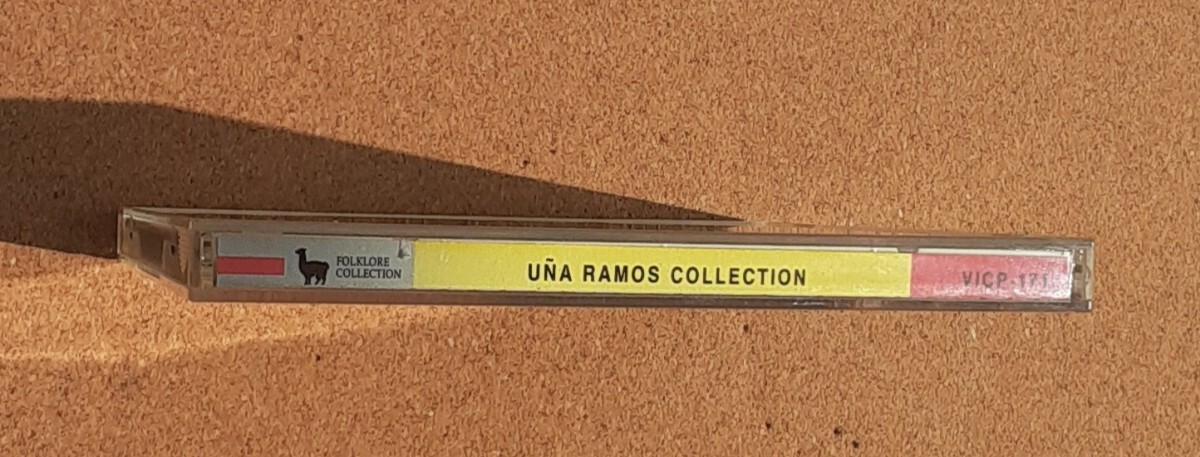 FOLKLORE
COLLECTION
UÑA RAMOS COLLECTION
VICP-171